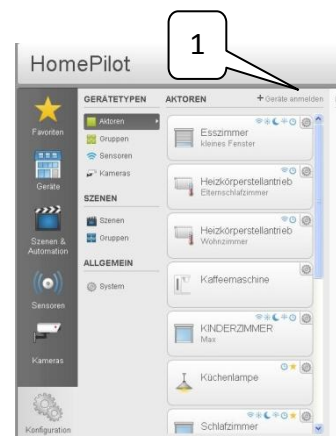 1
HomePilot
Favoriten
Geräte
Szenen &
Automation
Sensoren
Kameras
Konfiguration
GERÄTETYPEN
Aktoren
Gruppen
Sensoren
Kameras
SZENEN
Szenen
Gruppen
ALLGEMEIN
System
AKTOREN
+ Geräte anmelden
Esszimmer
kleines Fenster
Heizkörperstellantrieb
Elternschlafzimmer
Heizkörperstellantrieb
Wohnzimmer
Kaffeemaschine
KINDERZIMMER
Max
Küchenlampe
Schlafzimmer